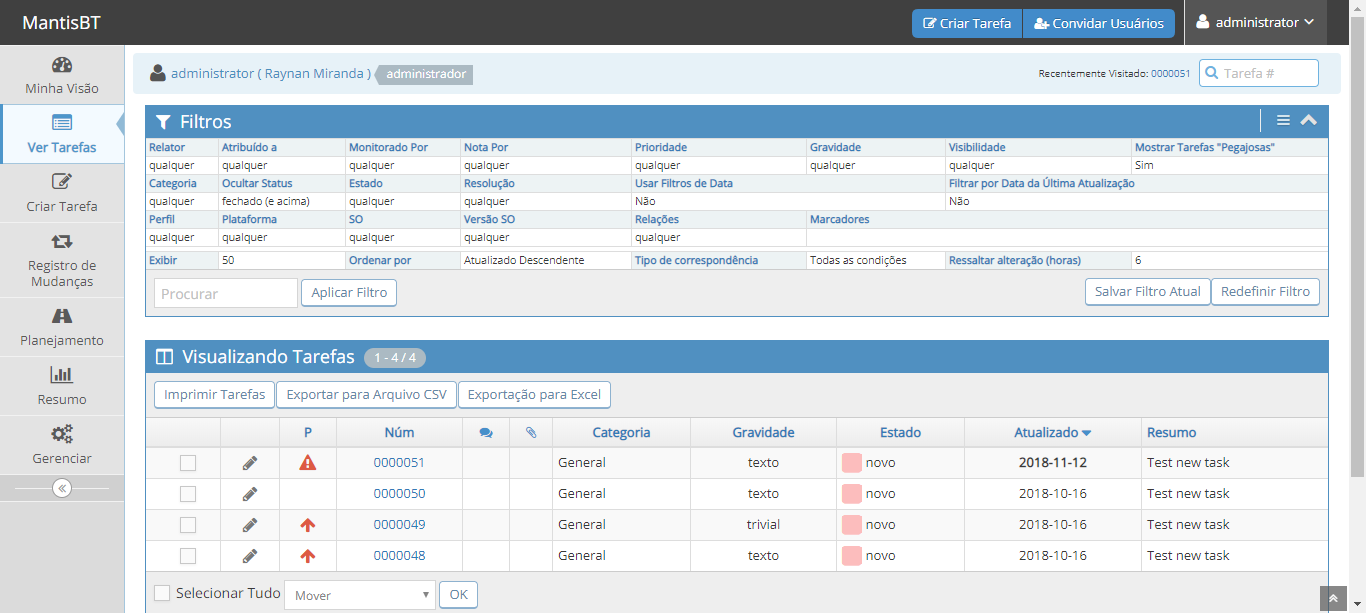 MantisBT
Criar Tarefa
Convidar Usuários
administrator
Minha Visão
Ver Tarefas
Criar Tarefa
Registro de
Mudanças
Planejamento
Resumo
Gerenciar
administrator ( Raynan Miranda ) administrador
Recentemente Visitado: 0000051
Tarefa #
Filtros
Relator Atribuído a Monitorado Por Nota Por Prioridade Gravidade Visibilidade Mostrar Tarefas "Pegajosas"
qualquer qualquer qualquer qualquer qualquer qualquer qualquer Sim
Categoria Ocultar Status Estado Resolução Usar Filtros de Data Filtrar por Data da Última Atualização
qualquer fechado (e acima) qualquer qualquer Não Não
Perfil Plataforma SO Versão SO Relações Marcadores
qualquer qualquer qualquer qualquer qualquer
Exibir 50 Ordenar por Atualizado Descendente Tipo de correspondência Todas as condições Ressaltar alteração (horas) 6
Procurar Aplicar Filtro Salvar Filtro Atual Redefinir Filtro
Visualizando Tarefas 1 - 4 / 4
Imprimir Tarefas Exportar para Arquivo CSV Exportação para Excel
P Núm Categoria Gravidade Estado Atualizado Resumo
0000051 General texto novo 2018-11-12 Test new task
0000050 General texto novo 2018-10-16 Test new task
0000049 General trivial novo 2018-10-16 Test new task
0000048 General texto novo 2018-10-16 Test new task
Selecionar Tudo Mover OK